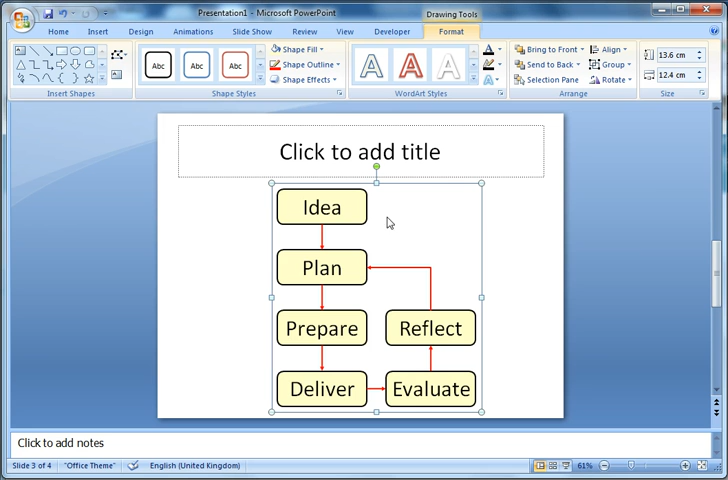 Presentation1 - Microsoft PowerPoint
Drawing Tools
Home Insert Design Animations Slide Show Review View Developer Format
Abc Abc Abc
Shape Fill
Shape Outline
Shape Effects
A A A
Bring to Front
Send to Back
Selection Pane
Align
Group
Rotate
13.6 cm
12.4 cm
Insert Shapes Shape Styles WordArt Styles Arrange Size
Click to add title
Idea
Plan
Prepare Reflect
Deliver Evaluate
Click to add notes
Slide 3 of 4 "Office Theme" English (United Kingdom) 61%